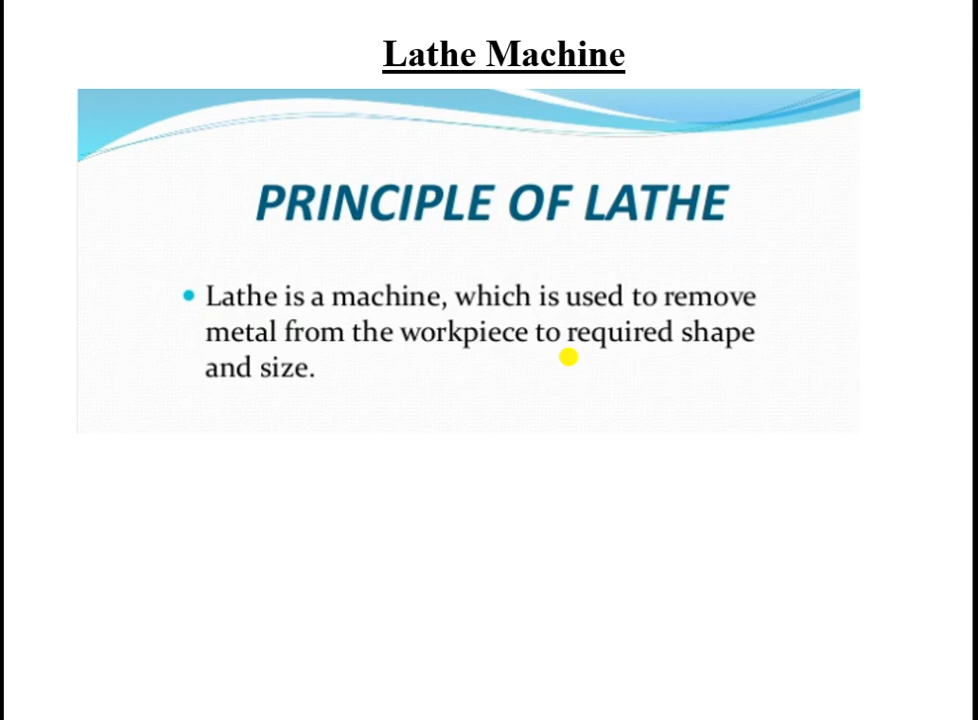 Lathe Machine
PRINCIPLE OF LATHE
• Lathe is a machine, which is used to remove
metal from the workpiece to required shape
and size.